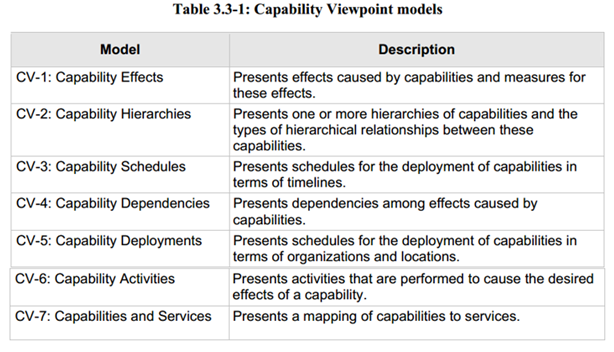 Table 3.3-1: Capability Viewpoint models
Model Description
CV-1: Capability Effects Presents effects caused by capabilities and measures for
these effects.
CV-2: Capability Hierarchies Presents one or more hierarchies of capabilities and the
types of hierarchical relationships between these
capabilities.
CV-3: Capability Schedules Presents schedules for the deployment of capabilities in
terms of timelines.
CV-4: Capability Dependencies Presents dependencies among effects caused by
capabilities.
CV-5: Capability Deployments Presents schedules for the deployment of capabilities in
terms of organizations and locations.
CV-6: Capability Activities Presents activities that are performed to cause the desired
effects of a capability.
CV-7: Capabilities and Services Presents a mapping of capabilities to services.